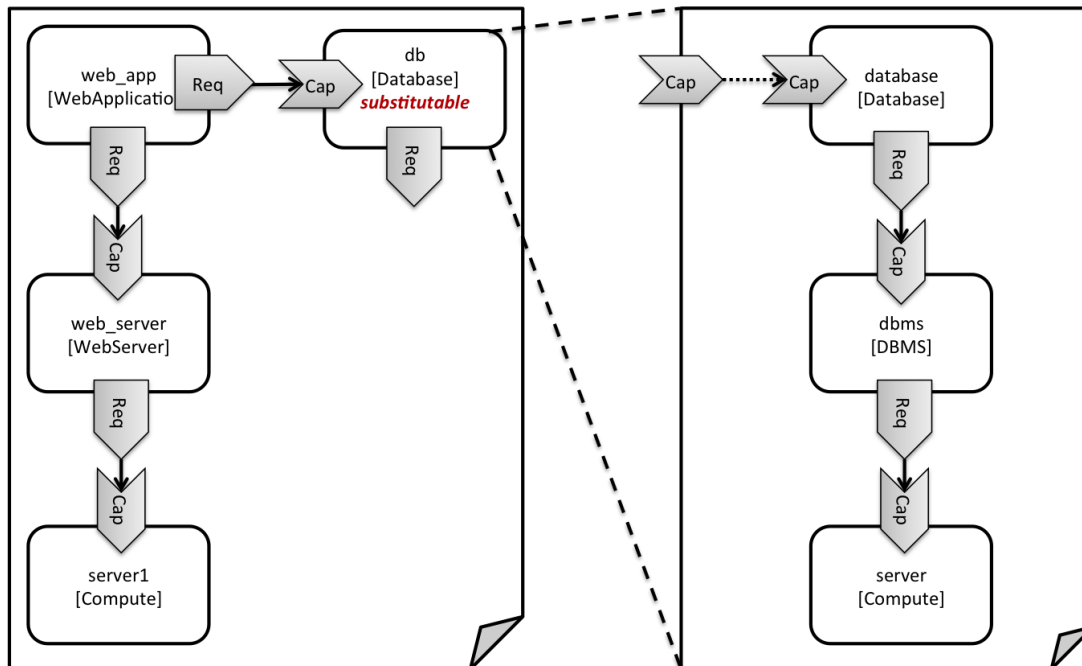 web_app
[WebApplicatio
Req
Cap
db
[Database]
substitutable
Req
Req
Cap
web_server
[WebServer]
Req
Cap
server1
[Compute]
Cap
Cap
database
[Database]
Req
Cap
dbms
[DBMS]
Req
Cap
server
[Compute]